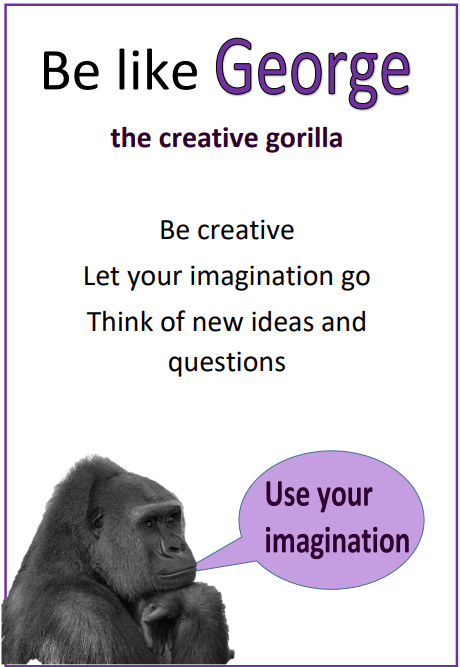 Be like George
the creative gorilla
Be creative
Let your imagination go
Think of new ideas and
questions
Use your
imagination